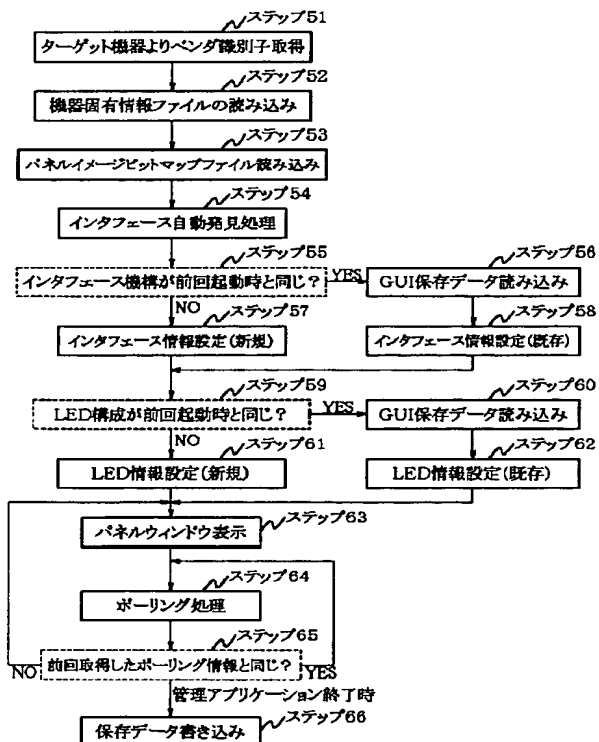 ステップ51
ターゲット機器よりベンダ識別子取得
ステップ52
機器固有情報ファイルの読み込み
ステップ53
パネルイメージビットマップファイル読み込み
ステップ54
インタフェース自動発見処理
ステップ55
インタフェース機構が前回起動時と同じ?
YES
ステップ56
GUI保存データ読み込み
NO
ステップ57
インタフェース情報設定(新規)
ステップ58
インタフェース情報設定(既存)
ステップ59
LED構成が前回起動時と同じ?
YES
ステップ60
GUI保存データ読み込み
NO
ステップ61
LED情報設定(新規)
ステップ62
LED情報設定(既存)
ステップ63
パネルウィンドウ表示
ステップ64
ポーリング処理
ステップ65
前回取得したポーリング情報と同じ?
NO
YES
管理アプリケーション終了時
ステップ66
保存データ書き込み